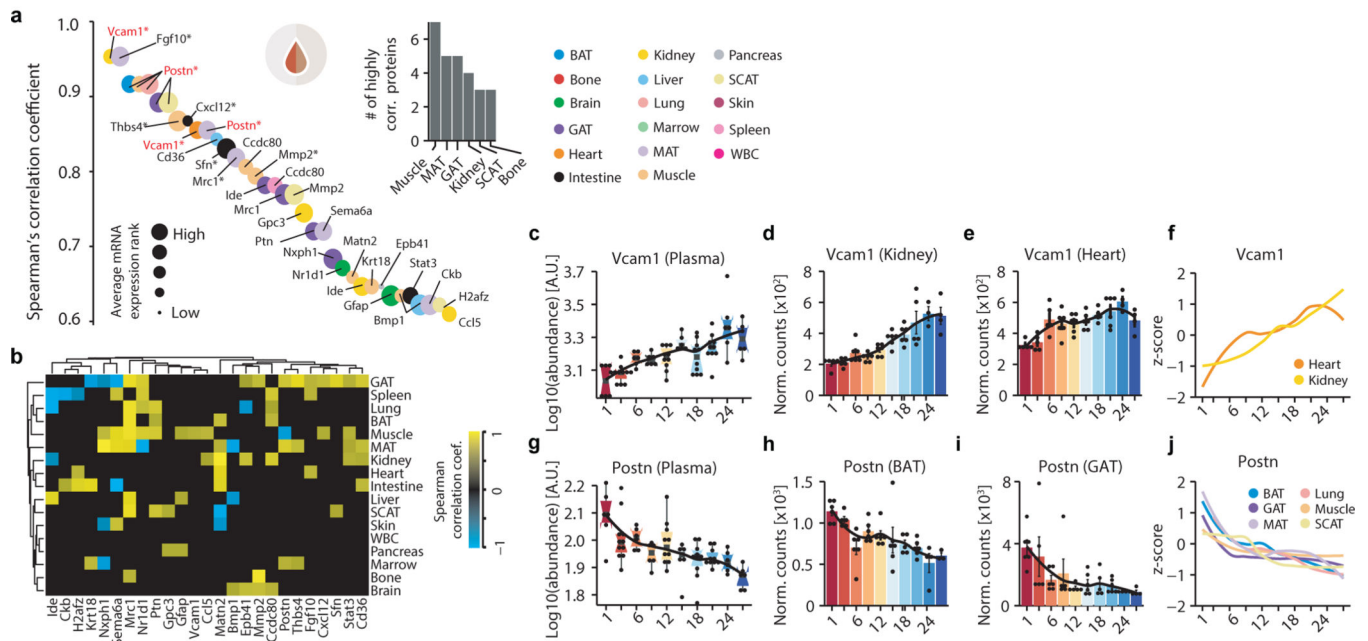 a
Spearman's correlation coefficient
1.0
0.9
0.8
0.7
0.6
Vcam1*
Fgf10*
Postn*
Cxcl12*
Thbs4*
Postn*
Vcam1*
Cd36
Ccdc80
Sfn*
Mmp2*
Mrc1*
Ccdc80
Ide
Mmp2
Mrc1
Gpc3
Sema6a
Ptn
Nxph1
Matn2
Epb41
Nr1d1
Krt18
Stat3
Ide
Ckb
Gfap
H2afz
Bmp1
Ccl5
Average mRNA
expression rank
High
Low
# of highly
corr. proteins
8
6
4
2
0
Muscle
MAT
GAT
Kidney
SCAT
Bone
BAT
Bone
Brain
GAT
Heart
Intestine
Kidney
Liver
Lung
Marrow
MAT
Muscle
Pancreas
SCAT
Skin
Spleen
WBC
b
GAT
Spleen
Lung
BAT
Muscle
MAT
Kidney
Heart
Intestine
Liver
SCAT
Skin
WBC
Pancreas
Marrow
Bone
Brain
Ide
Ckb
H2afz
Krt18
Nxph1
Sema6a
Mrc1
Nr1d1
Ptn
Gpc3
Gfap
Vcam1
Ccl5
Matn2
Bmp1
Epb41
Mmp2
Ccdc80
Postn
Thbs4
Fgf10
Cxcl12
Sfn
Stat3
Cd36
Spearman
correlation coef.
1
0
−1
c
Vcam1 (Plasma)
Log10(abundance) [A.U.]
3.7
3.5
3.3
3.1
1
6
12
18
24
d
Vcam1 (Kidney)
Norm. counts [x10²]
8
6
4
2
0
1
6
12
18
24
e
Vcam1 (Heart)
Norm. counts [x10²]
8
6
4
2
0
1
6
12
18
24
f
Vcam1
z-score
2
1
0
−1
−2
Heart
Kidney
1
6
12
18
24
g
Postn (Plasma)
Log10(abundance) [A.U.]
2.2
2.1
2.0
1.9
1.8
1
6
12
18
24
h
Postn (BAT)
Norm. counts [x10³]
1.5
1.0
0.5
0
1
6
12
18
24
i
Postn (GAT)
Norm. counts [x10³]
8
6
4
2
0
1
6
12
18
24
j
Postn
z-score
2
1
0
−1
−2
BAT
GAT
MAT
Lung
Muscle
SCAT
1
6
12
18
24